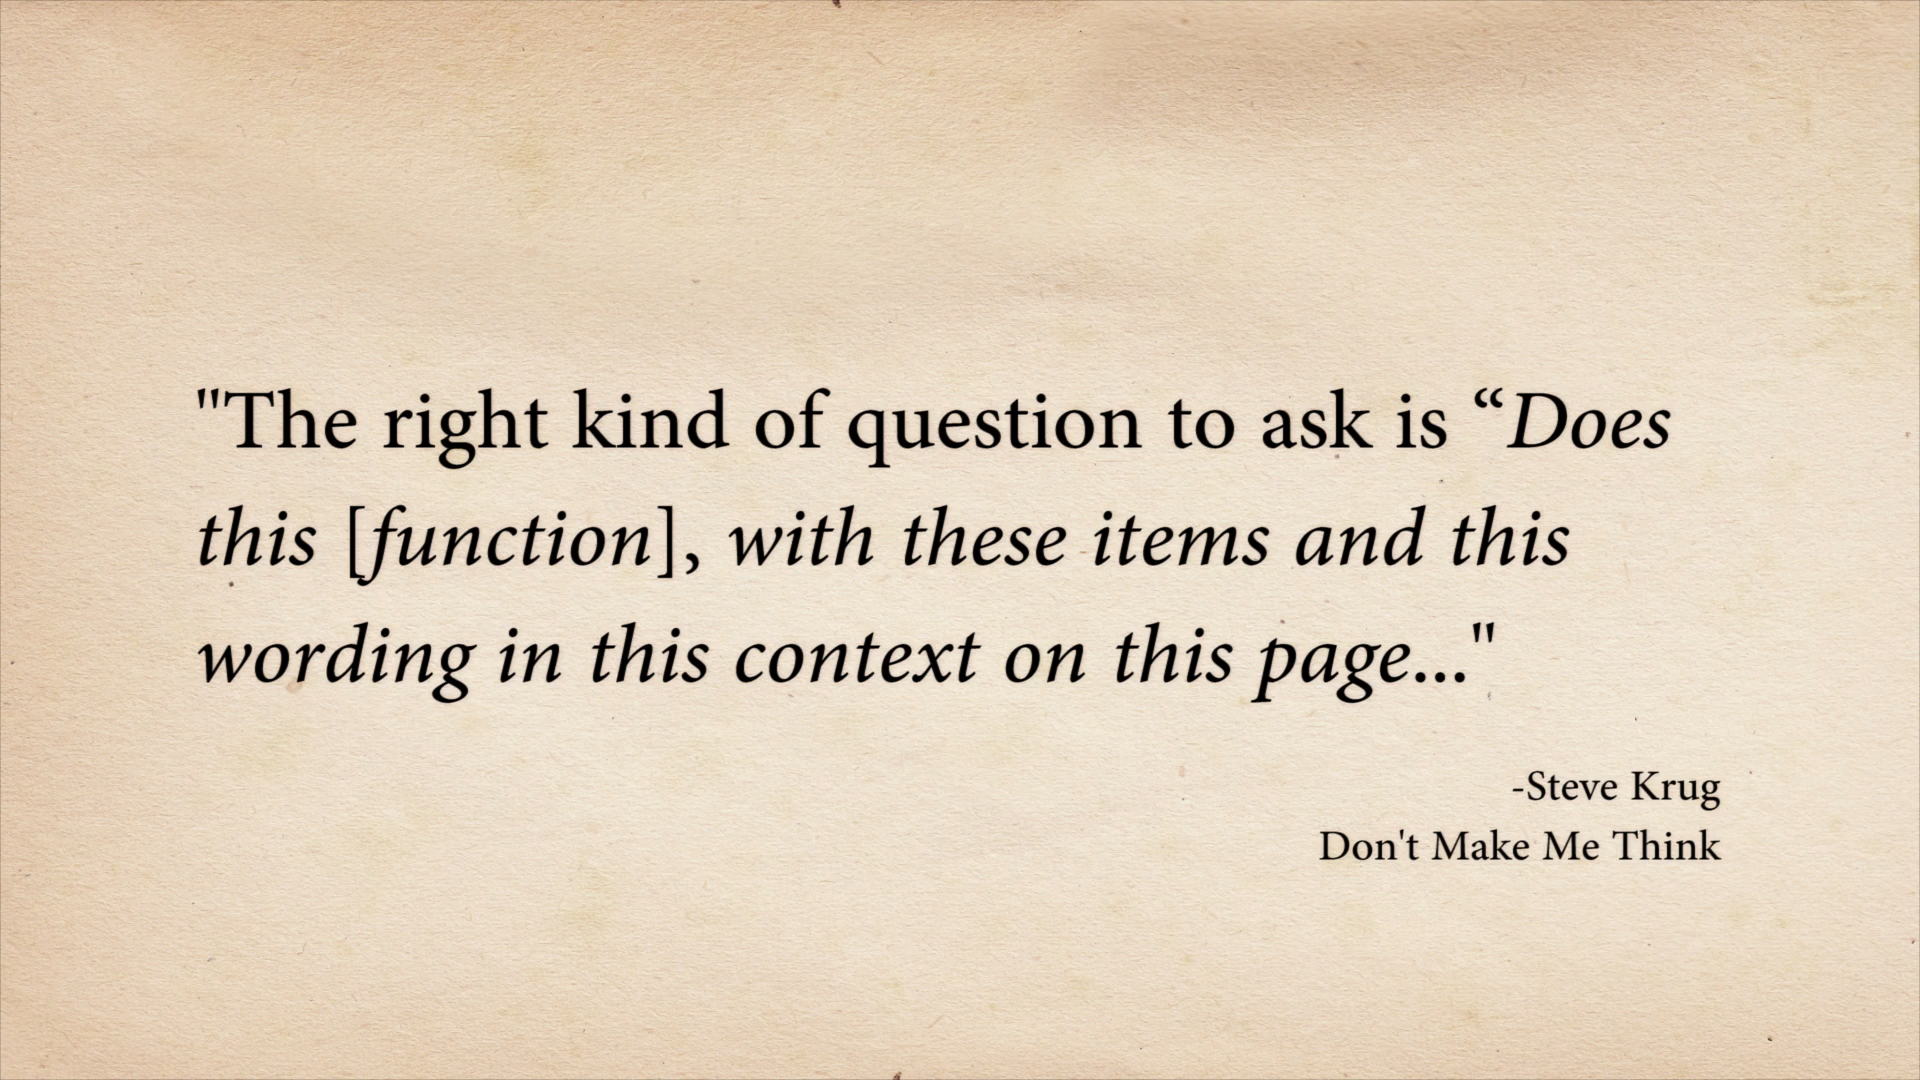 "The right kind of question to ask is “Does
this [function], with these items and this
wording in this context on this page..."
-Steve Krug
Don't Make Me Think